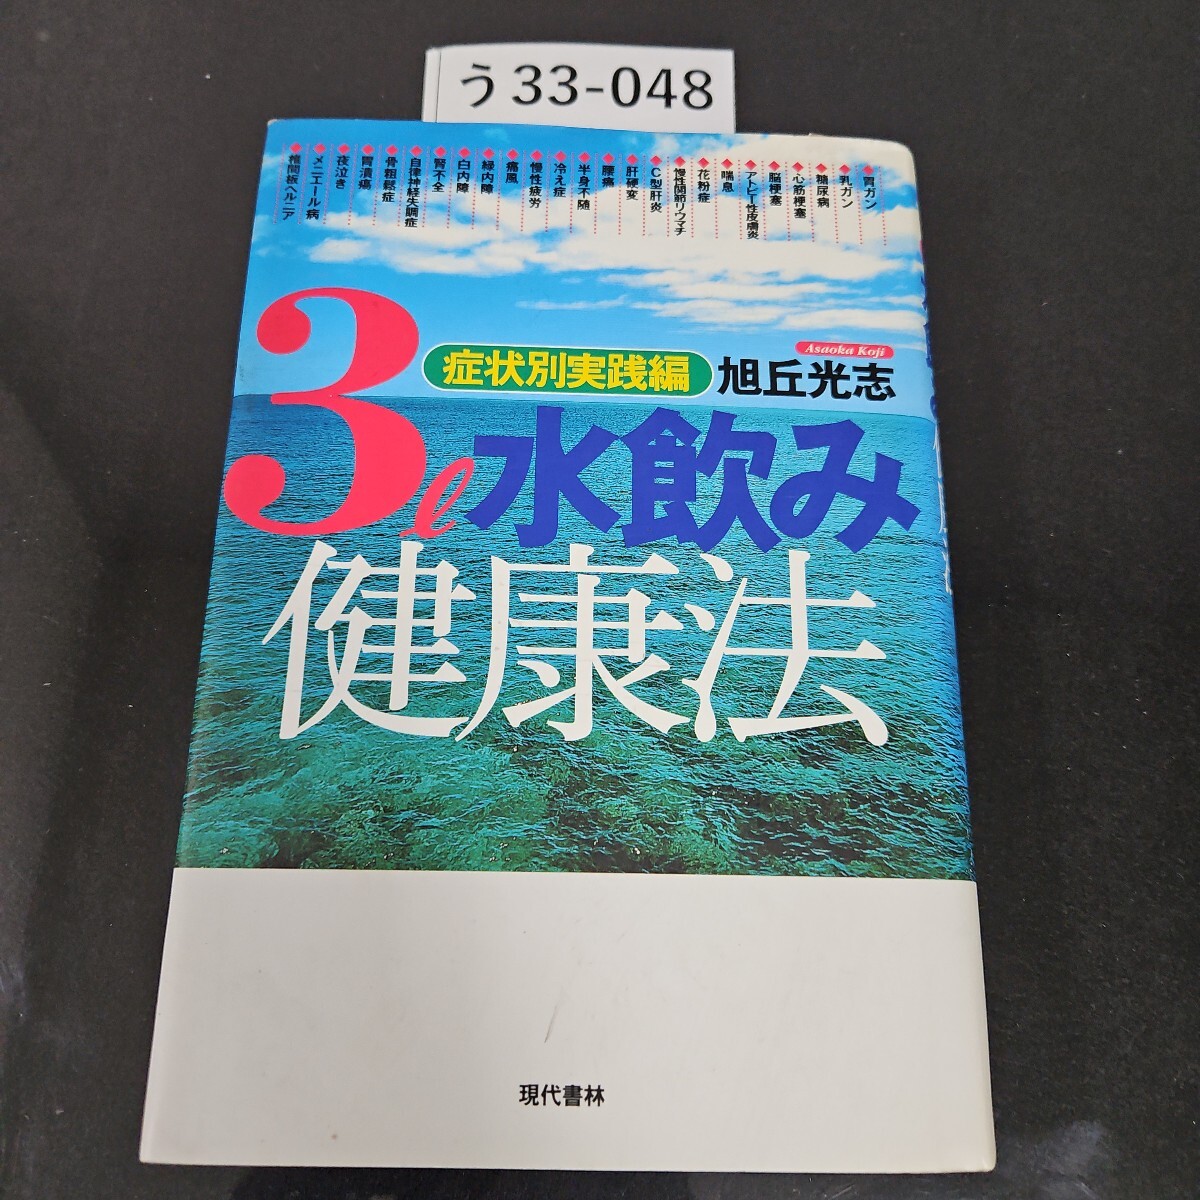 う33-048
◆胃ガン
◆乳ガン
◆糖尿病
◆心筋梗塞
◆脳梗塞
◆アトピー性皮膚炎
◆喘息
◆花粉症
◆慢性関節リウマチ
◆C型肝炎
◆肝硬変
◆腰痛
◆半身不随
◆冷え症
◆慢性疲労
◆痛風
◆緑内障
◆白内障
◆腎不全
◆自律神経失調症
◆骨粗鬆症
◆胃潰瘍
◆夜泣き
◆メニエール病
◆椎間板ヘルニア
症状別実践編
Asaoka Koji
旭丘光志
3ℓ水飲み
健康法
現代書林